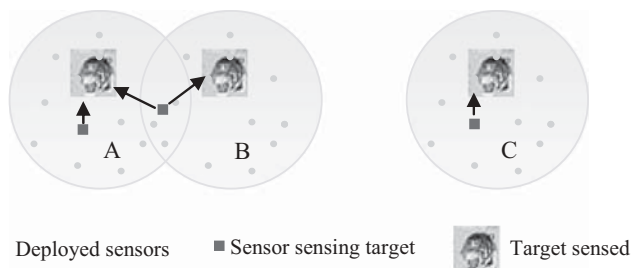 A
B
C
Deployed sensors
Sensor sensing target
Target sensed